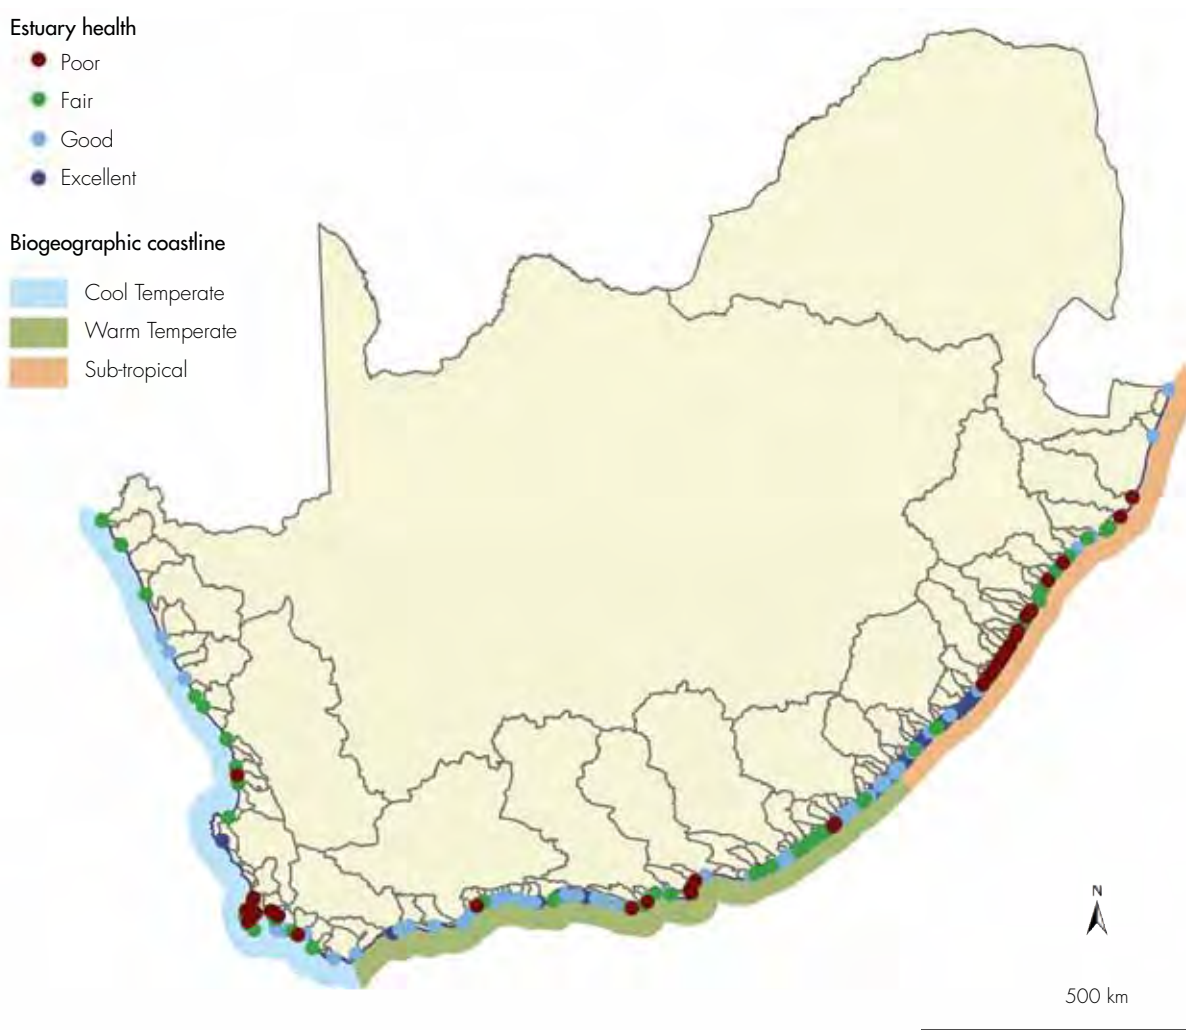 Estuary health
Poor
Fair
Good
Excellent
Biogeographic coastline
Cool Temperate
Warm Temperate
Sub-tropical
N
500 km